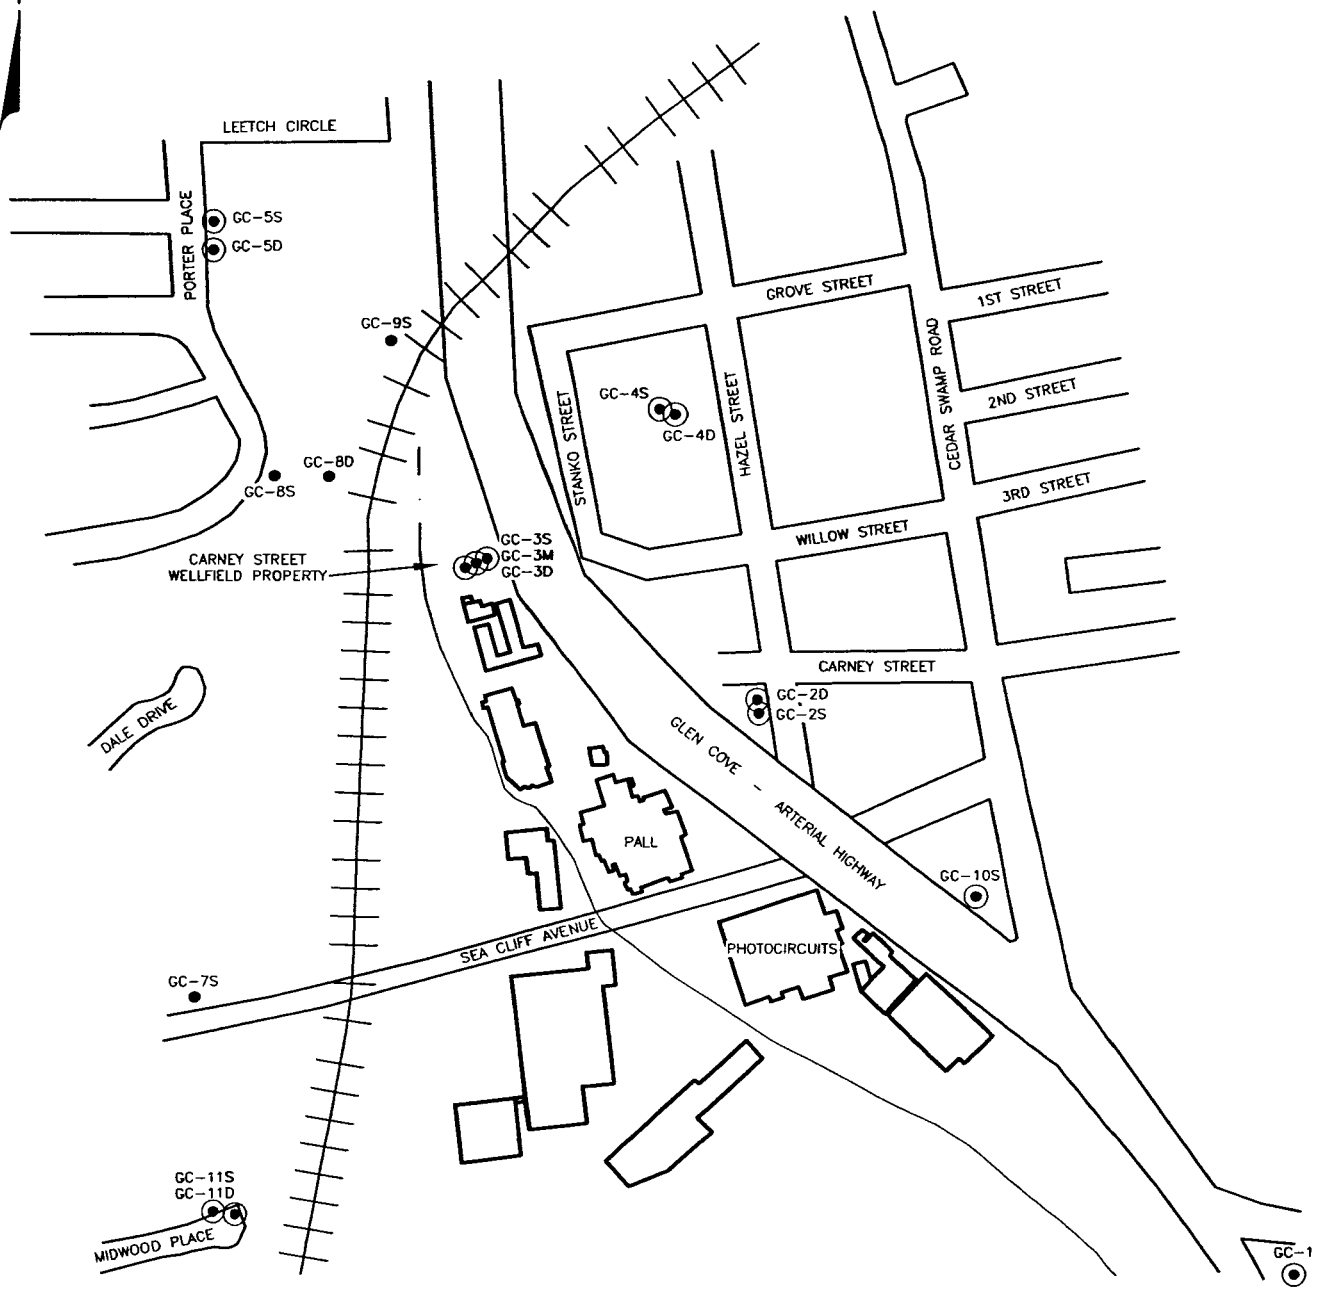 LEETCH CIRCLE
PORTER PLACE
GC-5S
GC-5D
GROVE STREET
1ST STREET
GC-9S
CEDAR SWAMP ROAD
2ND STREET
GC-4S
GC-4D
HAZEL STREET
STANKO STREET
GC-8D
GC-8S
3RD STREET
WILLOW STREET
GC-3S
GC-3M
GC-3D
CARNEY STREET
WELLFIELD PROPERTY
CARNEY STREET
GC-2D
GC-2S
DALE DRIVE
GLEN COVE - ARTERIAL HIGHWAY
PALL
GC-10S
SEA CLIFF AVENUE
PHOTOCIRCUITS
GC-7S
GC-11S
GC-11D
MIDWOOD PLACE
GC-1